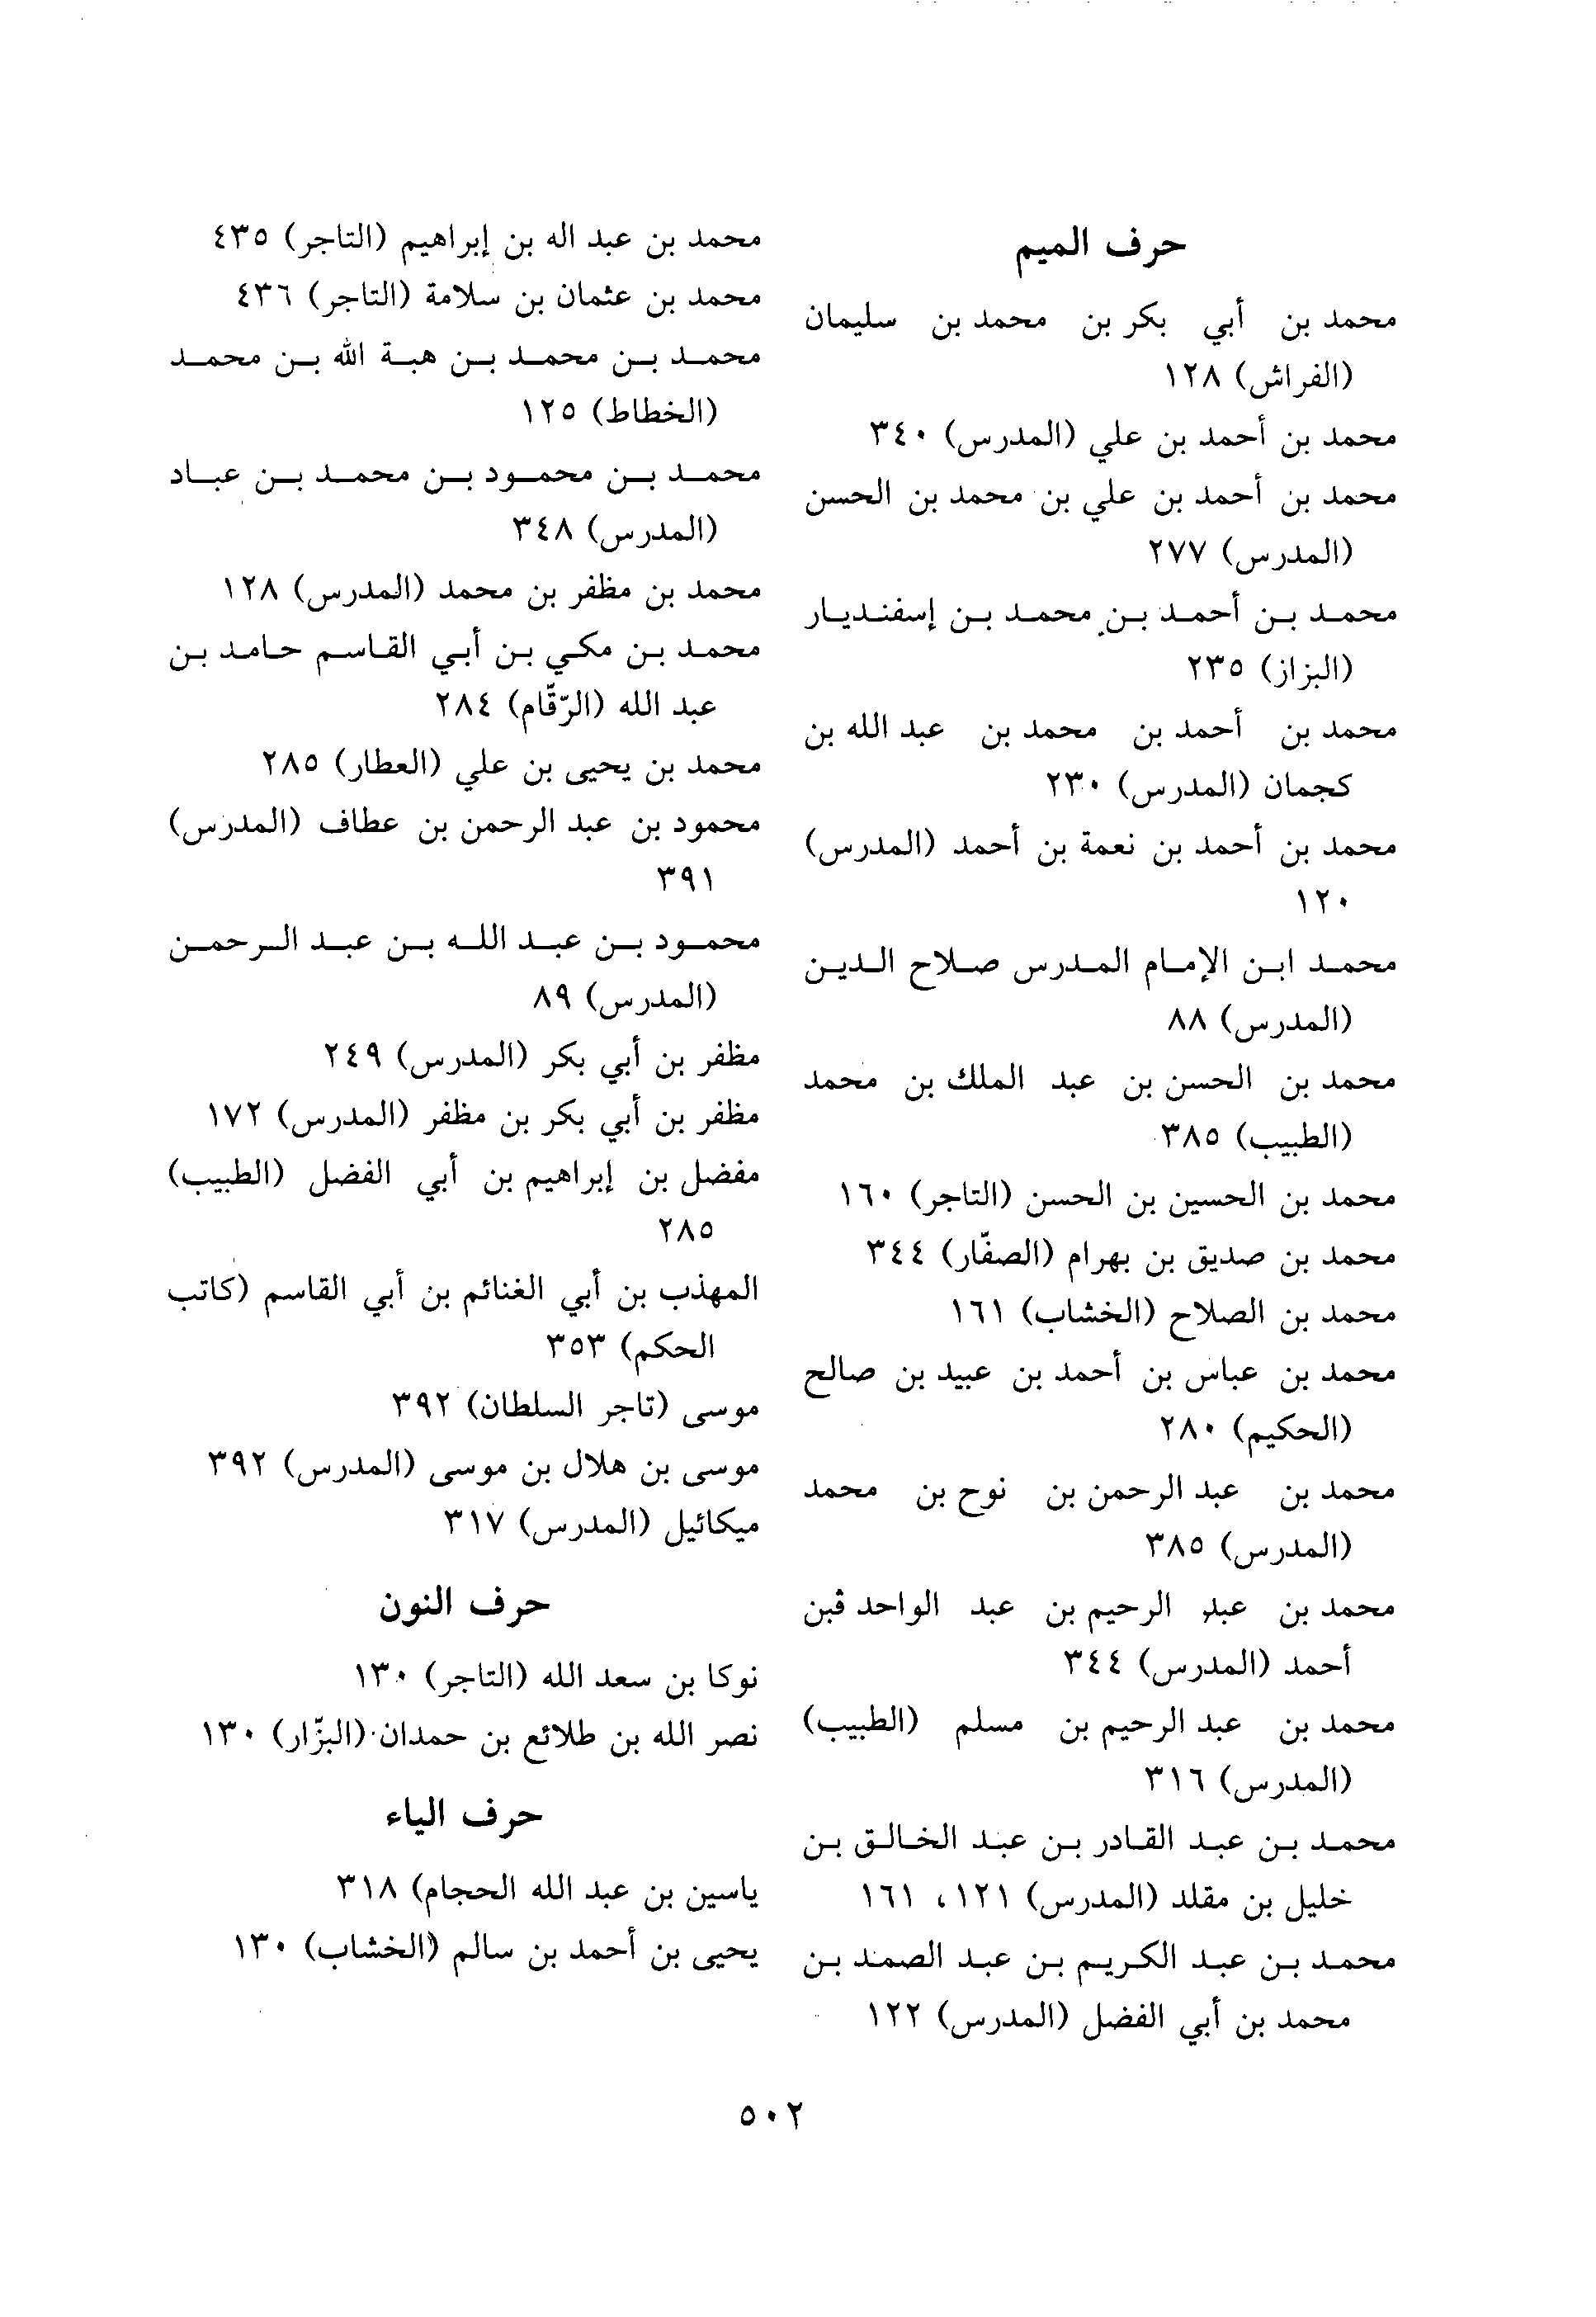 حرف الميم
محمد بن أبي بكر بن محمد بن سليمان
(الفراش) ١٢٨
محمد بن أحمد بن علي (المدرس) ٣٤٠
محمد بن أحمد بن علي بن محمد بن الحسن
(المدرس) ٢٧٧
محمد بن أحمد بن محمد بن إسفنديار
(البزاز) ٢٣٥
محمد بن أحمد بن محمد بن عبد الله بن
كجمان (المدرس) ٢٣٠
محمد بن أحمد بن نعمة بن أحمد (المدرس)
١٢٠
محمد ابن الإمام المدرس صلاح الدين
(المدرس) ٨٨
محمد بن الحسن بن عبد الملك بن محمد
(الطبيب) ٣٨٥
محمد بن الحسين بن الحسن (التاجر) ١٦٠
محمد بن صديق بن بهرام (الصفّار) ٣٤٤
محمد بن الصلاح (الخشاب) ١٦١
محمد بن عباس بن أحمد بن عبيد بن صالح
(الحكيم) ٢٨٠
محمد بن عبد الرحمن بن نوح بن محمد
(المدرس) ٣٨٥
محمد بن عبد الرحيم بن عبد الواحد قبن
أحمد (المدرس) ٣٤٤
محمد بن عبد الرحيم بن مسلم (الطبيب)
(المدرس) ٣١٦
محمد بن عبد القادر بن عبد الخالق بن
خليل بن مقلد (المدرس) ١٢١، ١٦١
محمد بن عبد الكريم بن عبد الصمد بن
محمد بن أبي الفضل (المدرس) ١٢٢
محمد بن عبد اله بن إبراهيم (التاجر) ٤٣٥
محمد بن عثمان بن سلامة (التاجر) ٤٣٦
محمد بن محمد بن هبة الله بن محمد
(الخطاط) ١٢٥
محمد بن محمود بن محمد بن عباد
(المدرس) ٣٤٨
محمد بن مظفر بن محمد (المدرس) ١٢٨
محمد بن مكي بن أبي القاسم حامد بن
عبد الله (الرّقّام) ٢٨٤
محمد بن يحيى بن علي (العطار) ٢٨٥
محمود بن عبد الرحمن بن عطاف (المدرس)
٣٩١
محمود بن عبد الله بن عبد الرحمن
(المدرس) ٨٩
مظفر بن أبي بكر (المدرس) ٢٤٩
مظفر بن أبي بكر بن مظفر (المدرس) ١٧٢
مفضل بن إبراهيم بن أبي الفضل (الطبيب)
٢٨٥
المهذب بن أبي الغنائم بن أبي القاسم (كاتب
الحكم) ٣٥٣
موسى (تاجر السلطان) ٣٩٢
موسى بن هلال بن موسى (المدرس) ٣٩٢
ميكائيل (المدرس) ٣١٧
حرف النون
نوكا بن سعد الله (التاجر) ١٣٠
نصر الله بن طلائع بن حمدان (البزّار) ١٣٠
حرف الياء
ياسين بن عبد الله الحجام) ٣١٨
يحيى بن أحمد بن سالم (الخشاب) ١٣٠
٥٠٢